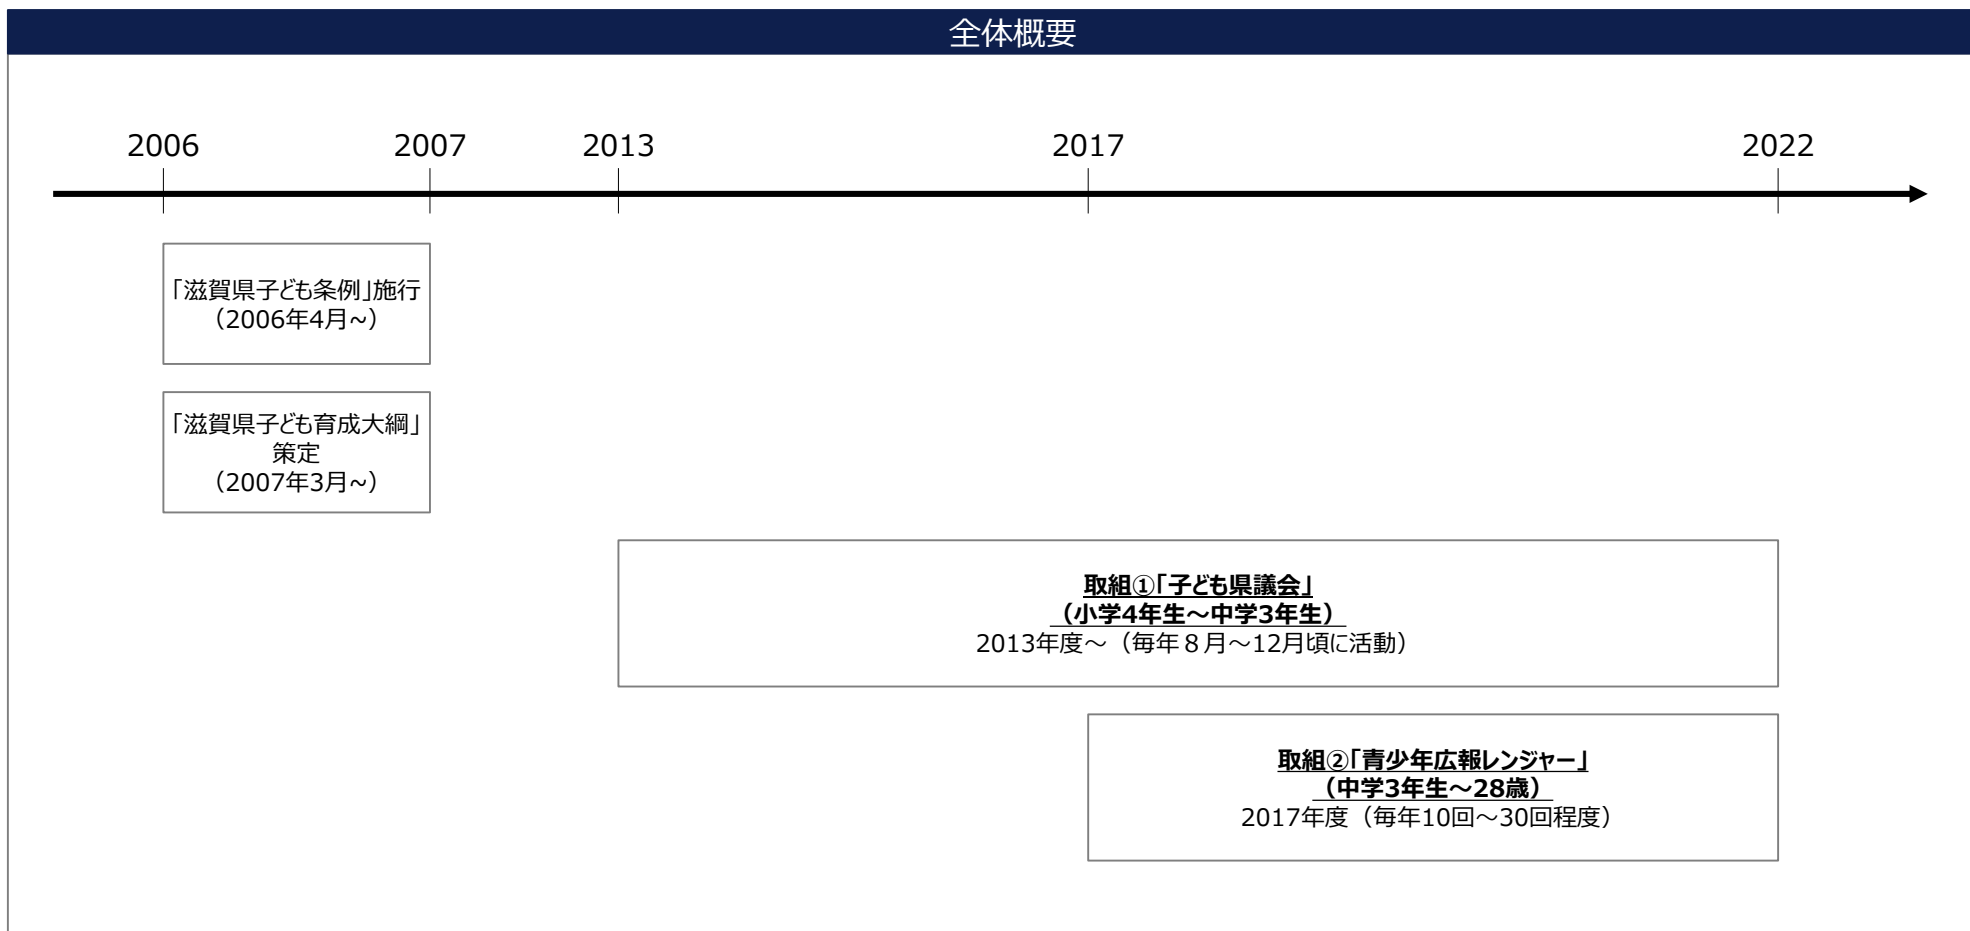 全体概要
2006
2007
2013
2017
2022
「滋賀県子ども条例」施行
（2006年4月~）
「滋賀県子ども育成大綱」
策定
（2007年3月~）
取組①「子ども県議会」
（小学4年生～中学3年生）
2013年度～（毎年８月～12月頃に活動）
取組②「青少年広報レンジャー」
（中学3年生～28歳）
2017年度（毎年10回～30回程度）